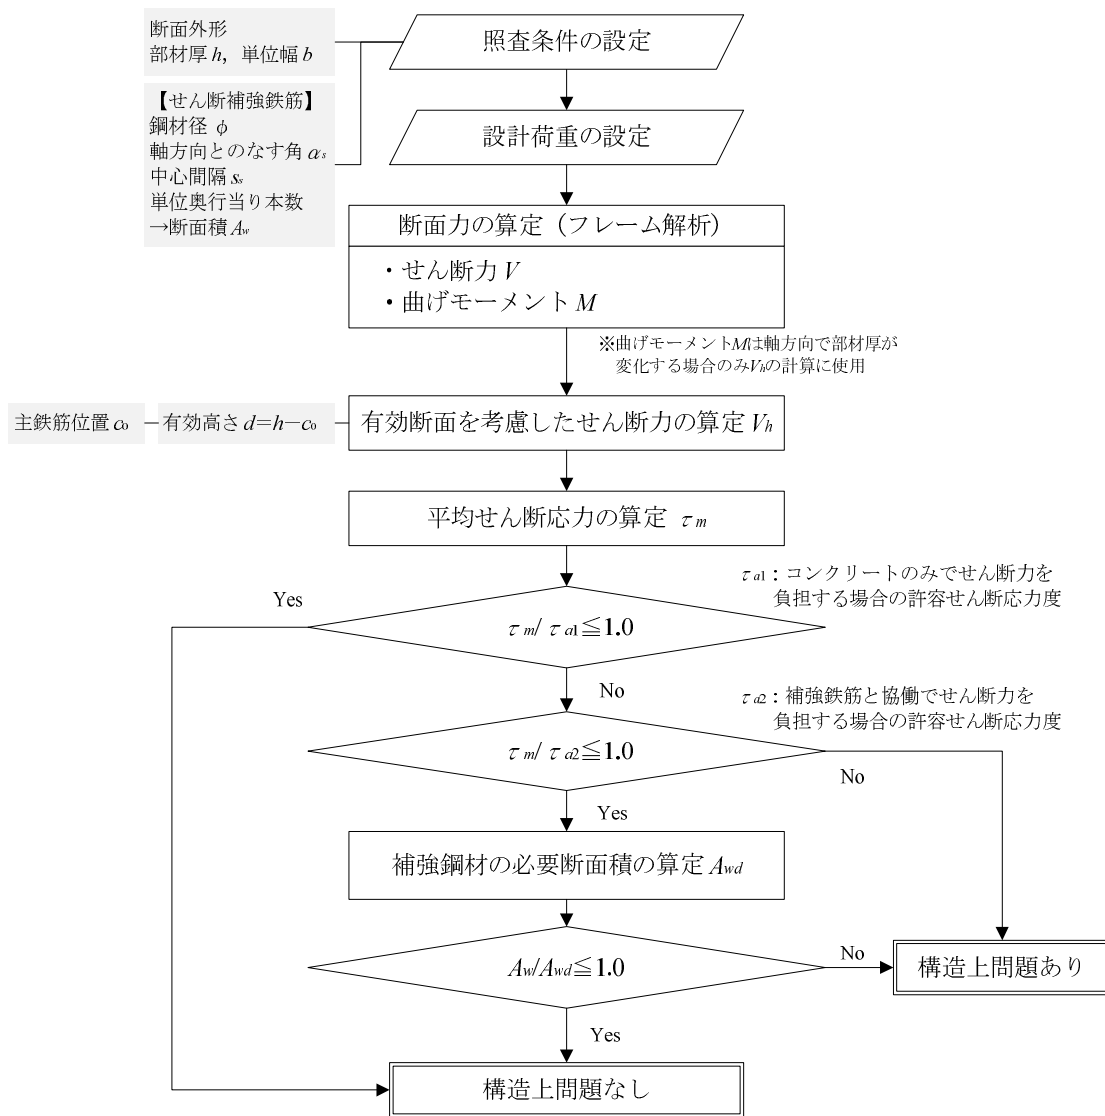 断面外形
部材厚 h, 単位幅 b
照査条件の設定
【せん断補強鉄筋】
鋼材径 φ
軸方向とのなす角 αs
中心間隔 ss
単位奥行当り本数
→断面積 Aw
設計荷重の設定
断面力の算定（フレーム解析）
・せん断力 V
・曲げモーメント M
※曲げモーメントMは軸方向で部材厚が
変化する場合のみVhの計算に使用
主鉄筋位置 c0
有効高さ d=h−c0
有効断面を考慮したせん断力の算定 Vh
平均せん断応力の算定 τm
τa1：コンクリートのみでせん断力を
負担する場合の許容せん断応力度
Yes
τm/τa1≦1.0
No
τa2：補強鉄筋と協働でせん断力を
負担する場合の許容せん断応力度
τm/τa2≦1.0
No
Yes
補強鋼材の必要断面積の算定 Awd
Aw/Awd≦1.0
No
構造上問題あり
Yes
構造上問題なし